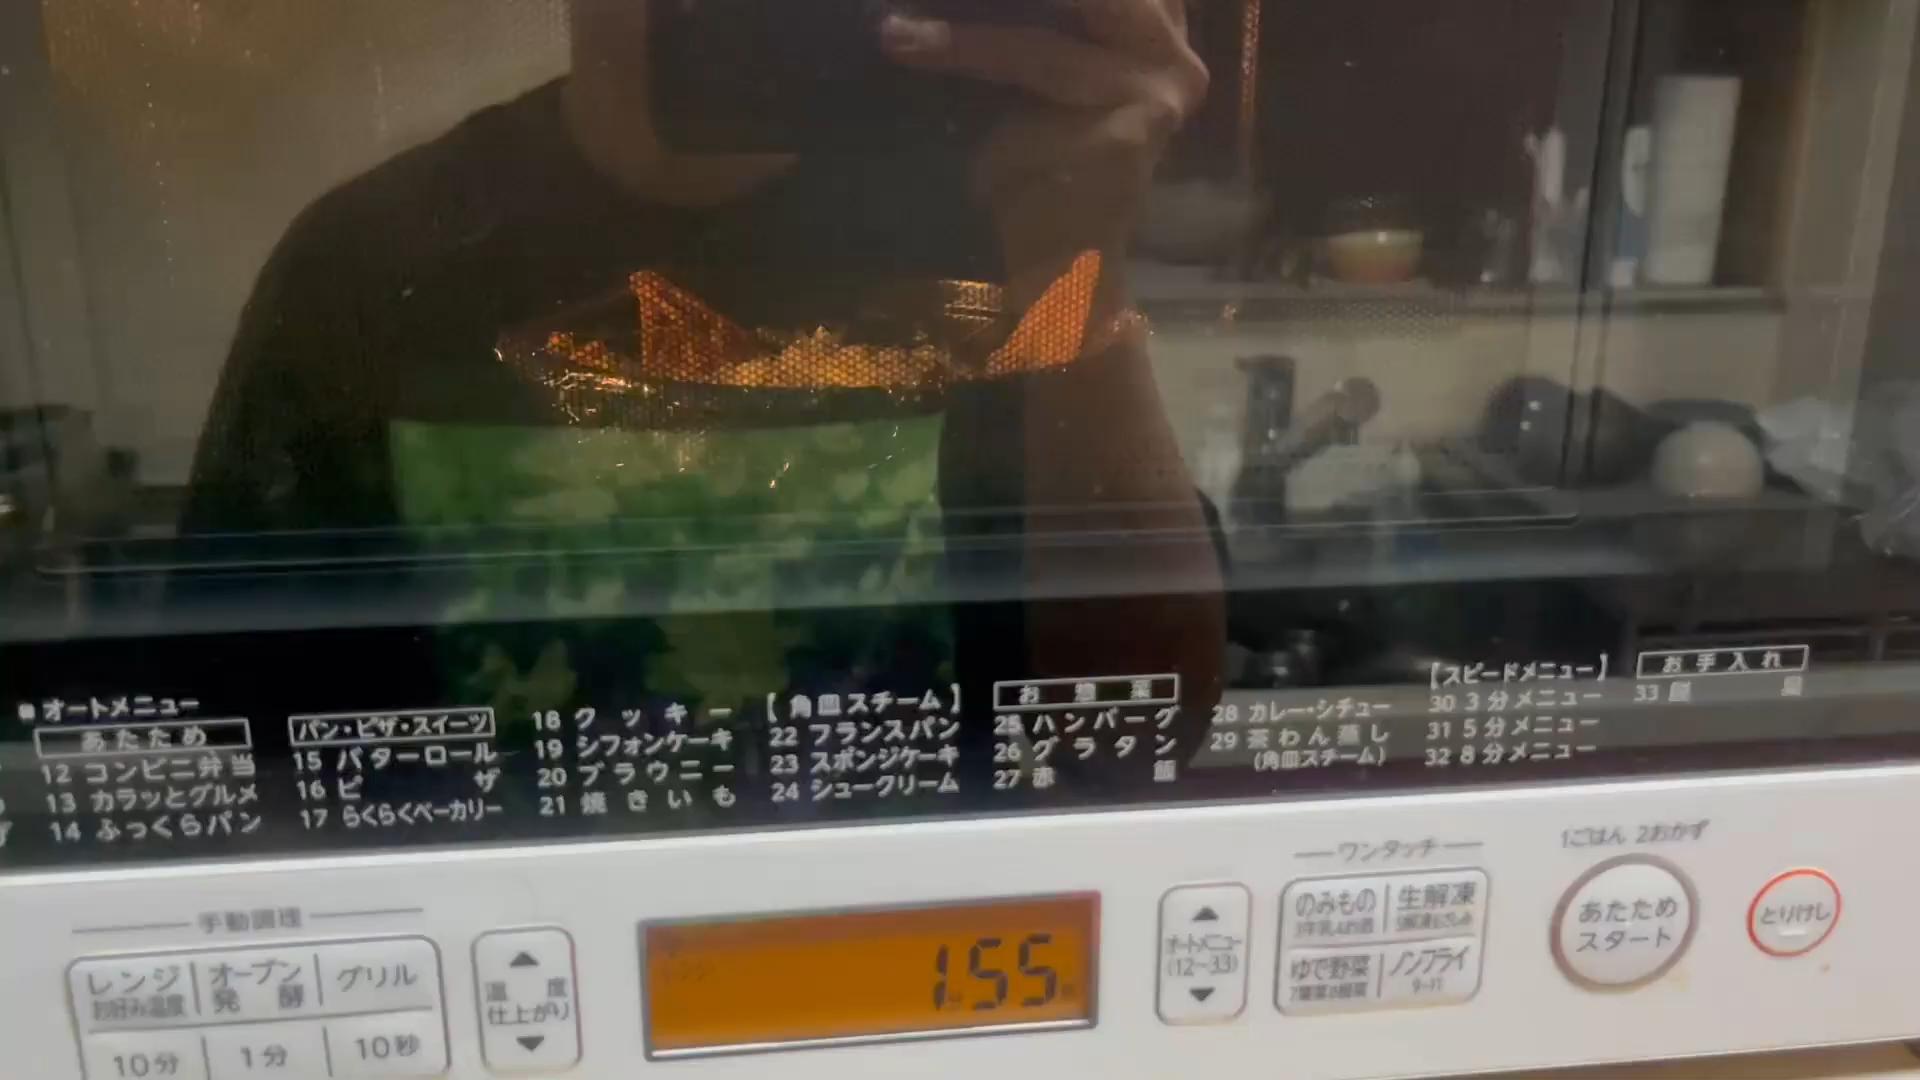 ■オートメニュー
あたため
12 コンビニ弁当
13 カラッとグルメ
14 ふっくらパン
パン・ピザ・スイーツ
15 バターロール
16 ピザ
17 らくらくベーカリー
18 クッキー
19 シフォンケーキ
20 ブラウニー
21 焼きいも
【角皿スチーム】
22 フランスパン
23 スポンジケーキ
24 シュークリーム
お惣菜
25 ハンバーグ
26 グラタン
27 赤飯
28 カレー・シチュー
29 茶わん蒸し
(角皿スチーム)
【スピードメニュー】
30 3分メニュー
31 5分メニュー
32 8分メニュー
お手入れ
33
手動調理
レンジ
お好み温度
オーブン
発酵
グリル
10分
1分
10秒
温度
仕上がり
155
オートメニュー
(12~33)
ワンタッチ
のみもの
生解凍
ゆで野菜
ノンフライ
9~11
1ごはん 2おかず
あたため
スタート
とりけし